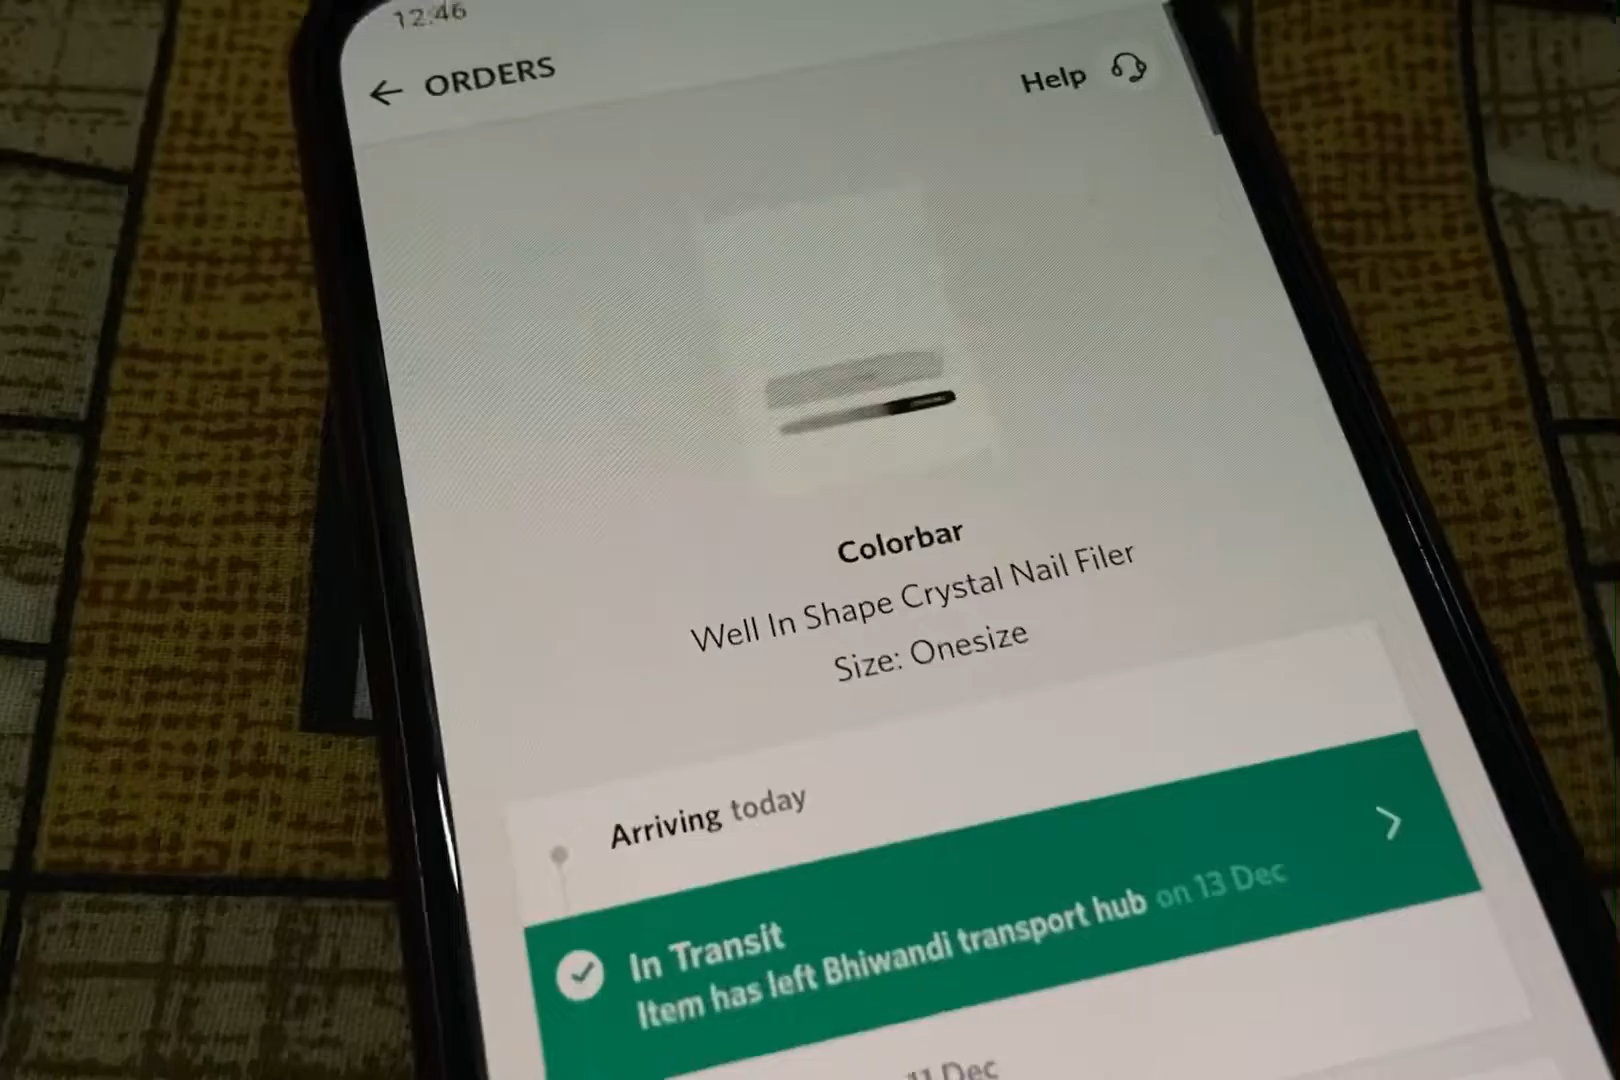 12:46
ORDERS
Help
Colorbar
Well In Shape Crystal Nail Filer
Size: Onesize
Arriving today
In Transit
Item has left Bhiwandi transport hub on 13 Dec
11 Dec